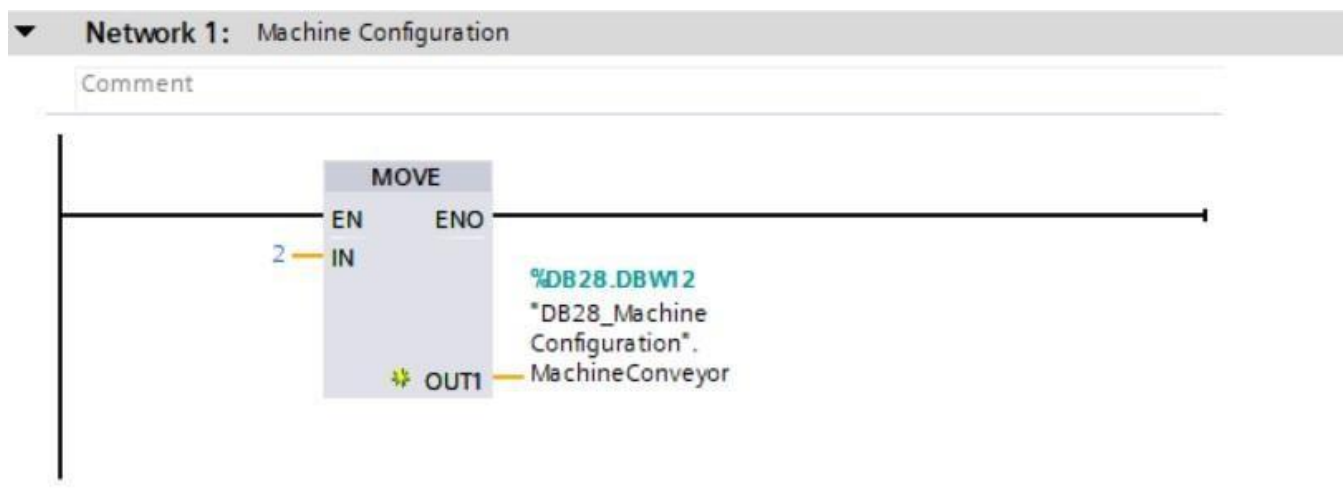 Network 1: Machine Configuration
Comment
MOVE
EN ENO
2 IN
%DB28.DBW12
"DB28_Machine
Configuration".
OUT1 MachineConveyor